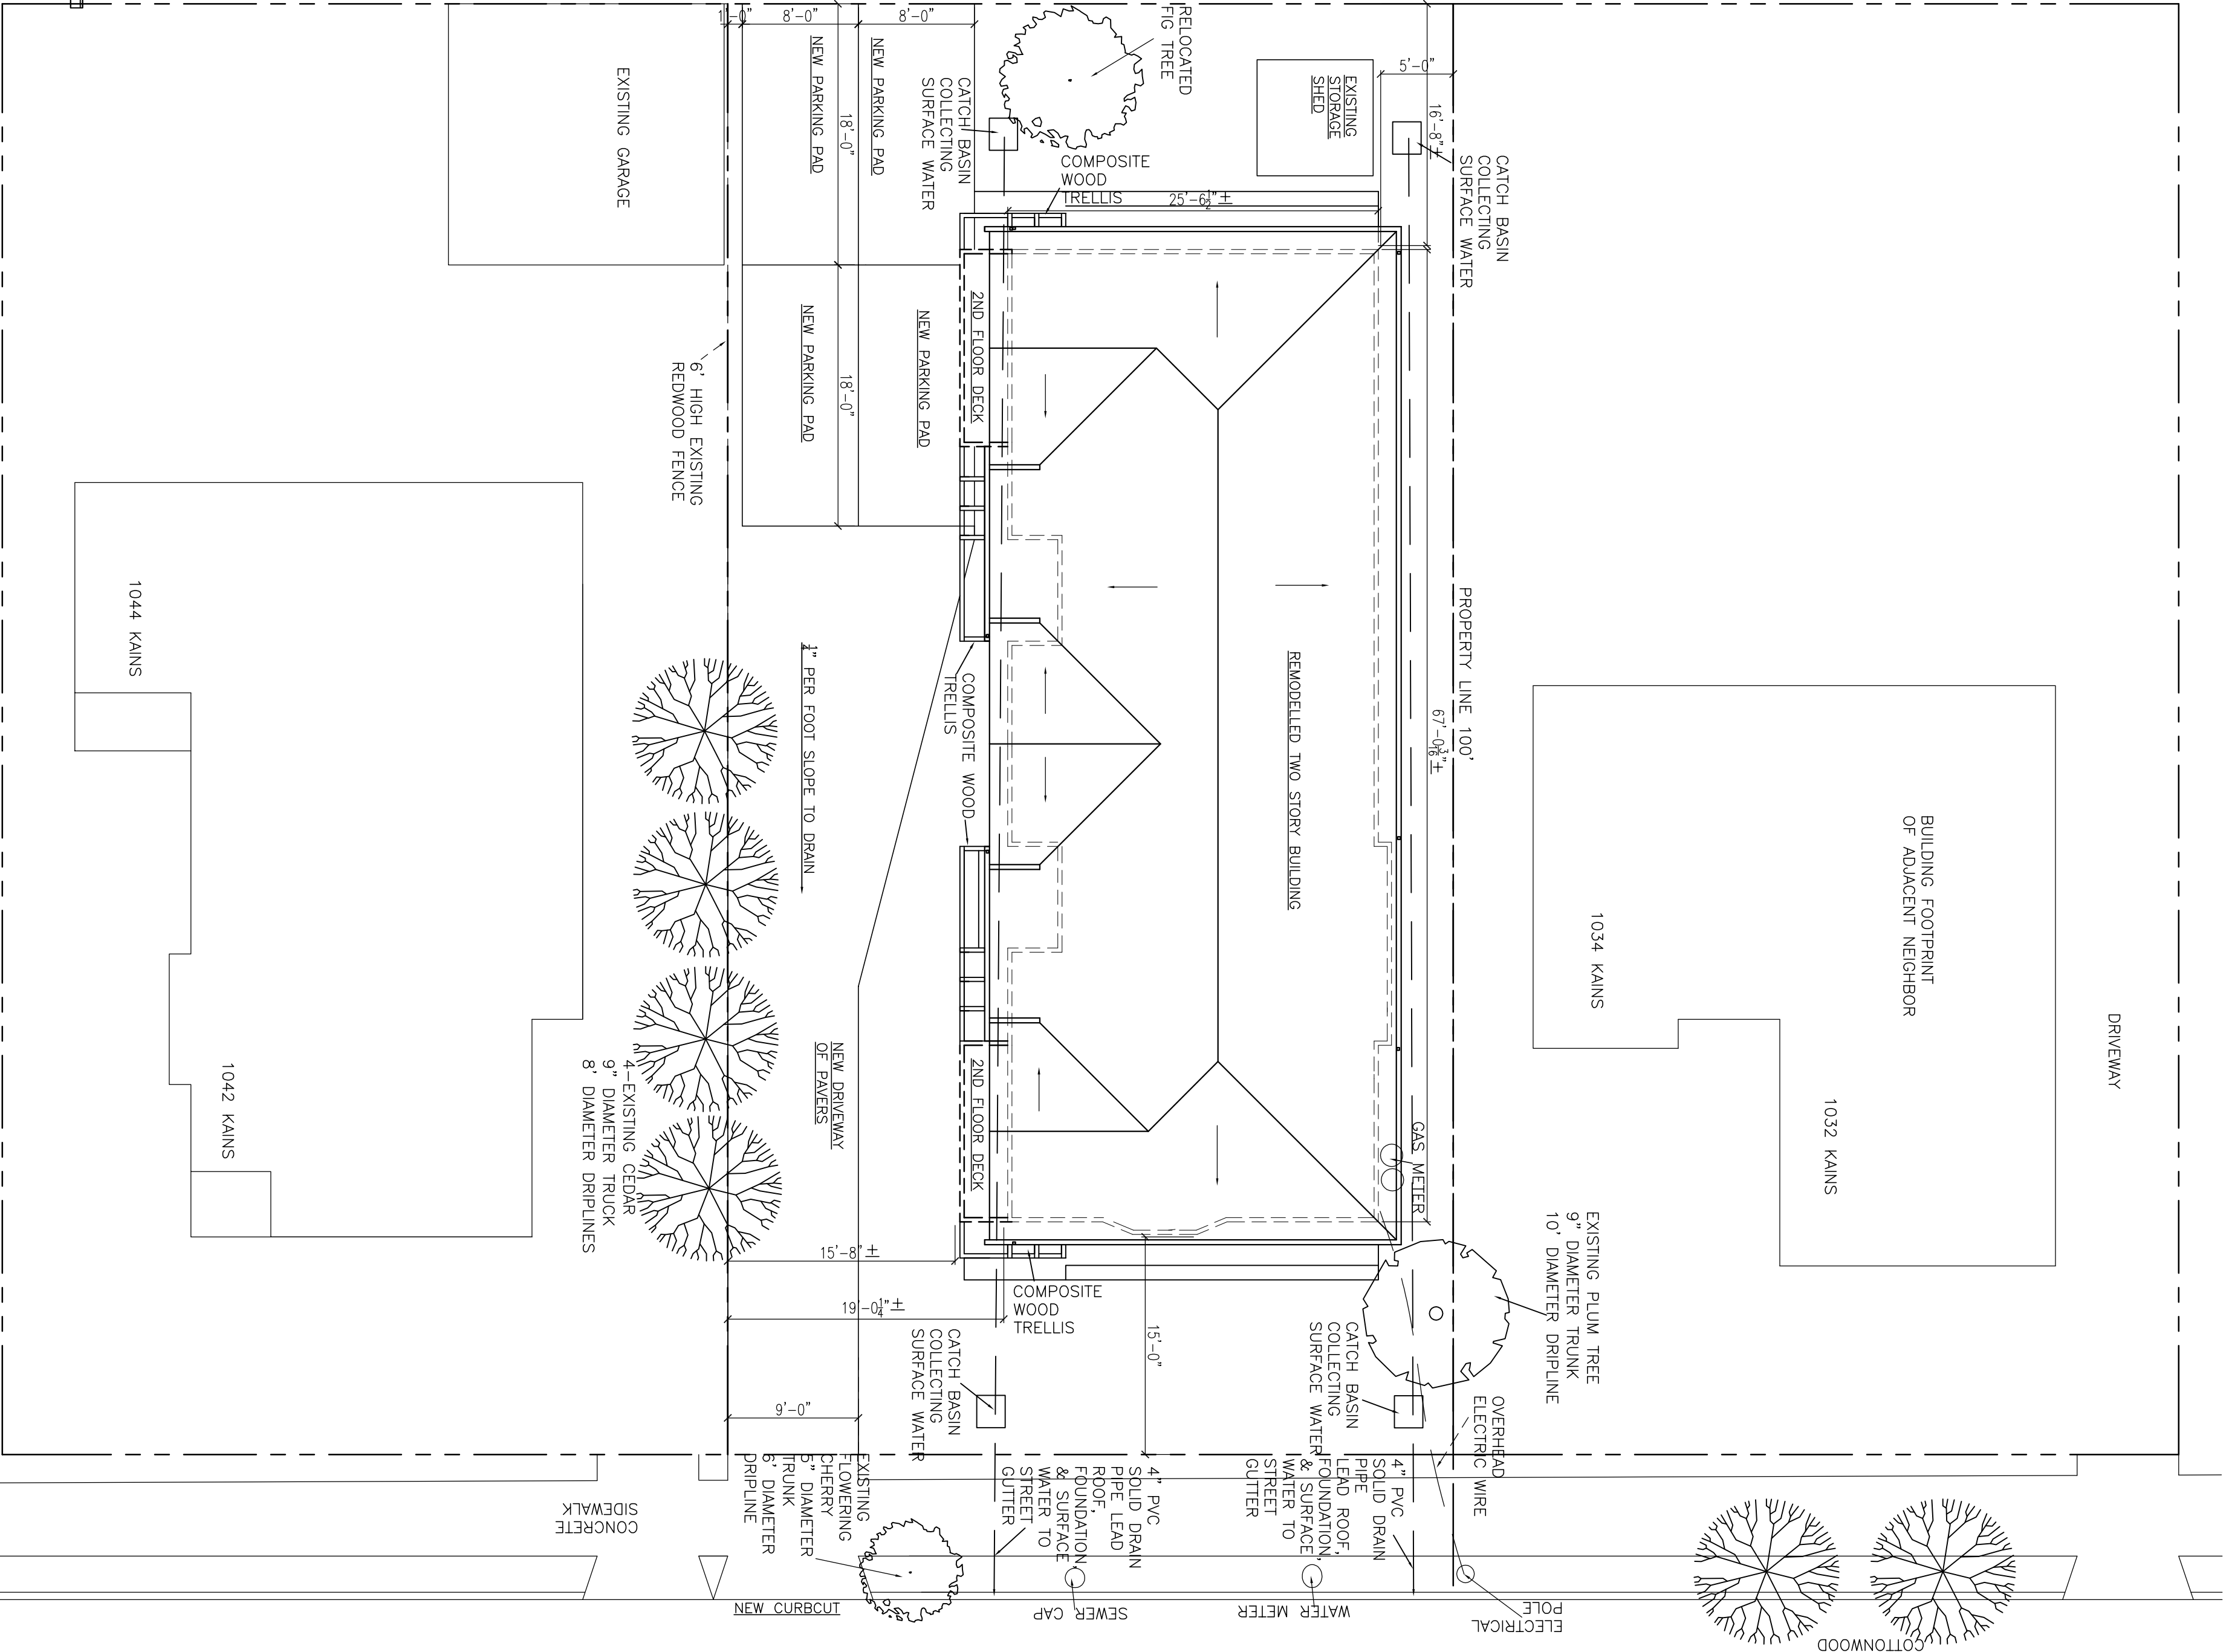 1'-0"
8'-0"
8'-0"
RELOCATED
FIG TREE
5'-0"
16'-8"±
EXISTING
STORAGE
SHED
EXISTING GARAGE
NEW PARKING PAD
NEW PARKING PAD
18'-0"
CATCH BASIN
COLLECTING
SURFACE WATER
COMPOSITE
WOOD
TRELLIS
25'-6½"±
CATCH BASIN
COLLECTING
SURFACE WATER
2ND FLOOR DECK
NEW PARKING PAD
NEW PARKING PAD
18'-0"
6' HIGH EXISTING
REDWOOD FENCE
1044 KAINS
¼" PER FOOT SLOPE TO DRAIN
COMPOSITE WOOD
TRELLIS
REMODELLED TWO STORY BUILDING
PROPERTY LINE 100'
67'-0 3/16"±
BUILDING FOOTPRINT
OF ADJACENT NEIGHBOR
1034 KAINS
1032 KAINS
DRIVEWAY
1042 KAINS
4-EXISTING CEDAR
9" DIAMETER TRUCK
8' DIAMETER DRIPLINES
NEW DRIVEWAY
OF PAVERS
2ND FLOOR DECK
GAS METER
EXISTING PLUM TREE
9" DIAMETER TRUNK
10' DIAMETER DRIPLINE
15'-8"±
19'-0¼"±
COMPOSITE
WOOD
TRELLIS
15'-0"
CATCH BASIN
COLLECTING
SURFACE WATER
CATCH BASIN
COLLECTING
SURFACE WATER
OVERHEAD
ELECTRIC WIRE
9'-0"
CONCRETE
SIDEWALK
EXISTING
FLOWERING
CHERRY
5" DIAMETER
TRUNK
6' DIAMETER
DRIPLINE
4" PVC
SOLID DRAIN
PIPE LEAD
ROOF,
FOUNDATION,
& SURFACE
WATER TO
STREET
GUTTER
4" PVC
SOLID DRAIN
PIPE
LEAD ROOF,
FOUNDATION,
& SURFACE
WATER TO
STREET
GUTTER
NEW CURBCUT
SEWER CAP
WATER METER
ELECTRICAL
POLE
COTTONWOOD